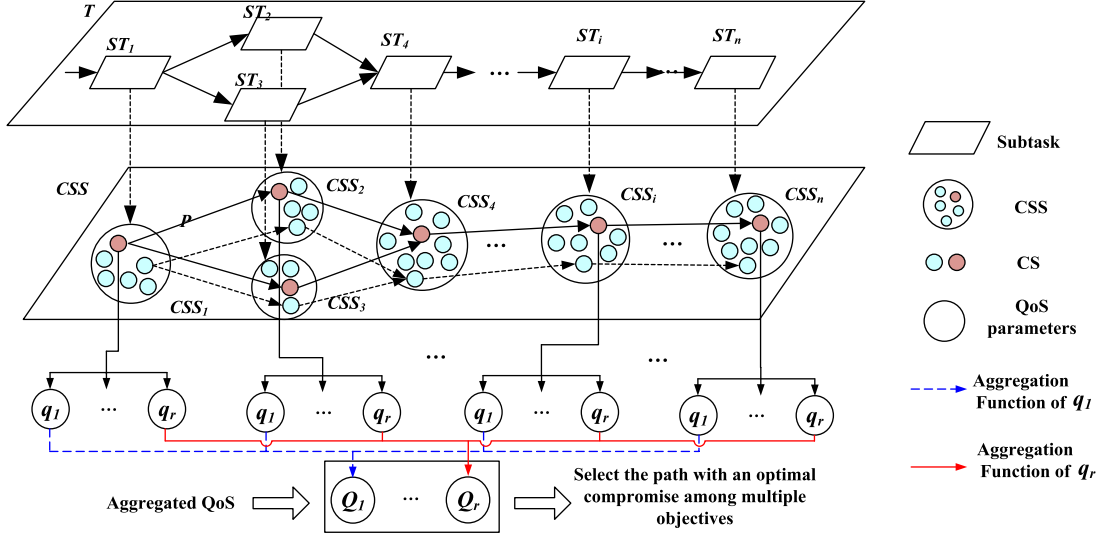 T
ST1
ST2
ST3
ST4
...
STi
...
STn
CSS
CSS1
P
CSS2
CSS3
CSS4
...
CSSi
...
CSSn
...
...
q1 ... qr
q1 ... qr
q1 ... qr
q1 ... qr
Aggregated QoS
Q1 ... Qr
Select the path with an optimal
compromise among multiple
objectives
Subtask
CSS
CS
QoS
parameters
Aggregation
Function of q1
Aggregation
Function of qr